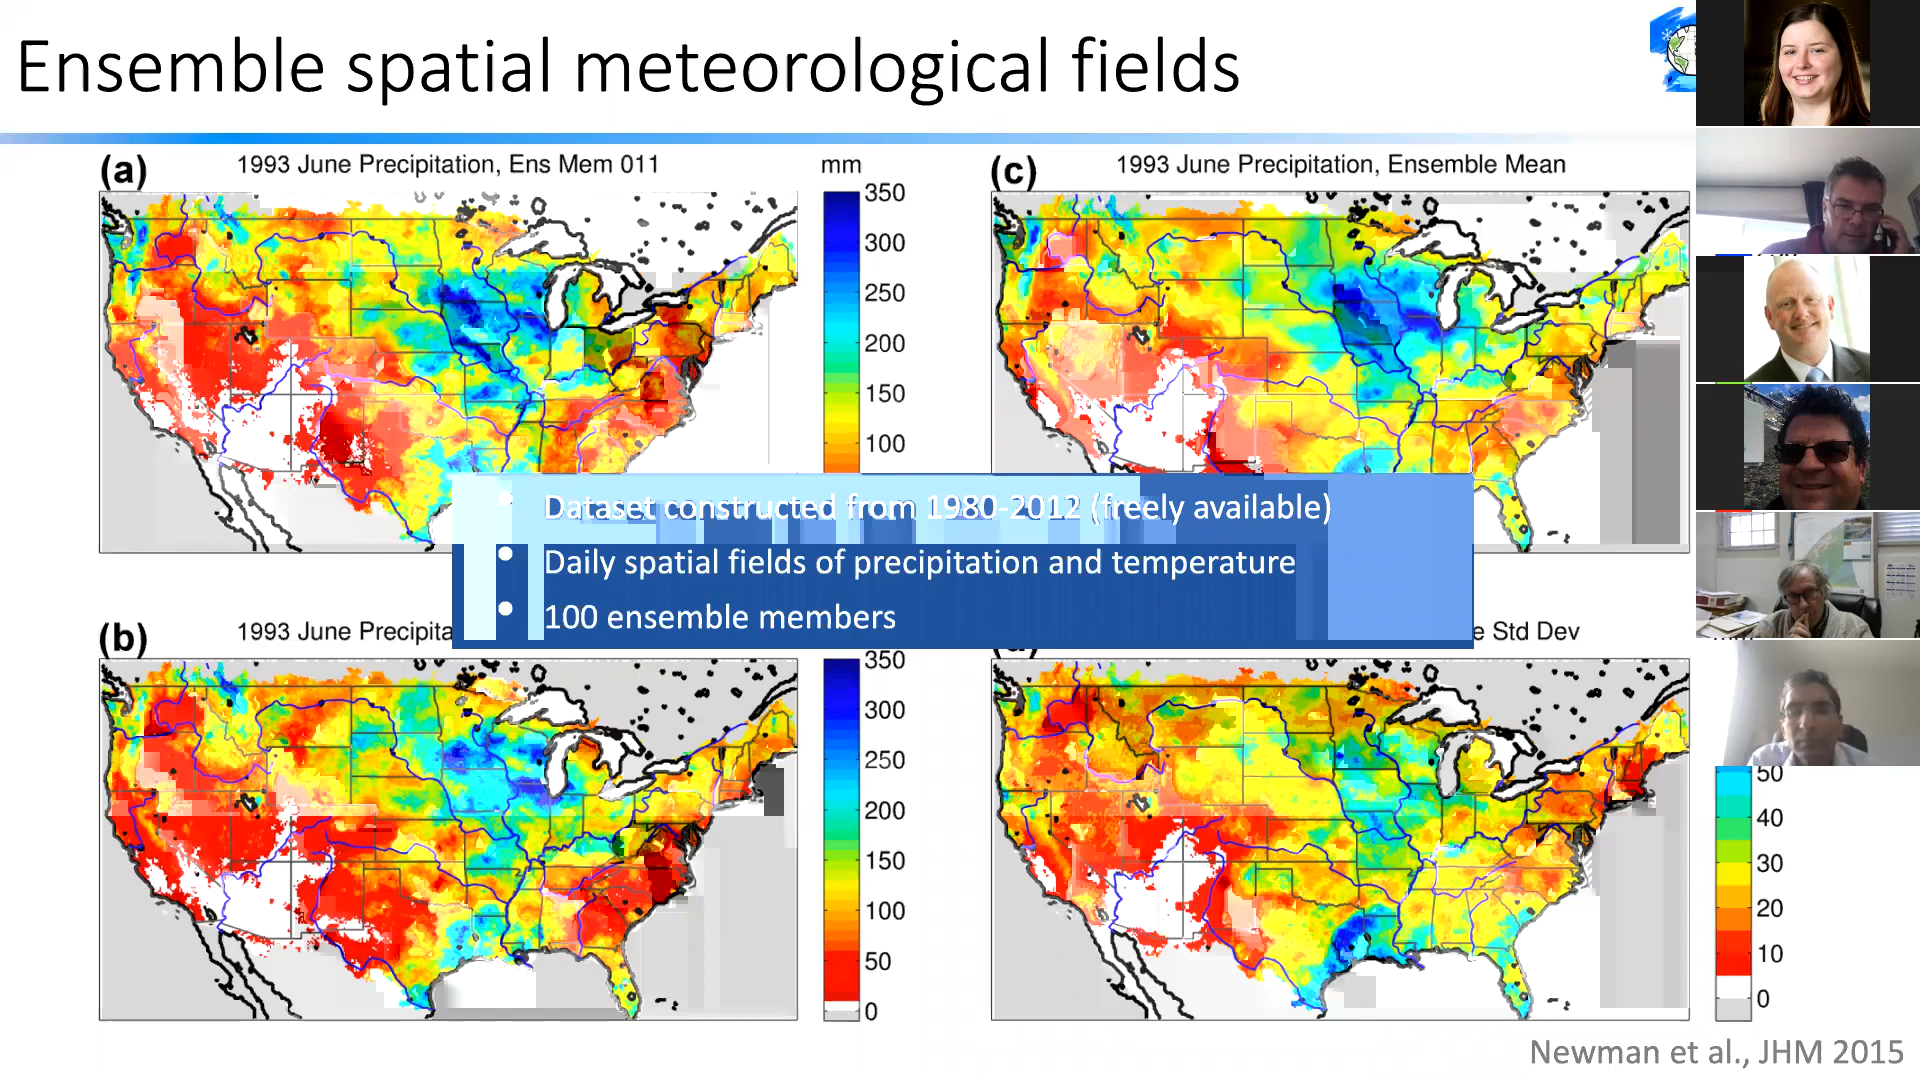 Ensemble spatial meteorological fields
(a)
1993 June Precipitation, Ens Mem 011
mm
350
300
250
200
150
100
(c)
1993 June Precipitation, Ensemble Mean
• Dataset constructed from 1980-2012 (freely available)
• Daily spatial fields of precipitation and temperature
• 100 ensemble members
(b)
1993 June Precipita
350
300
250
200
150
100
50
0
e Std Dev
50
40
30
20
10
0
Newman et al., JHM 2015